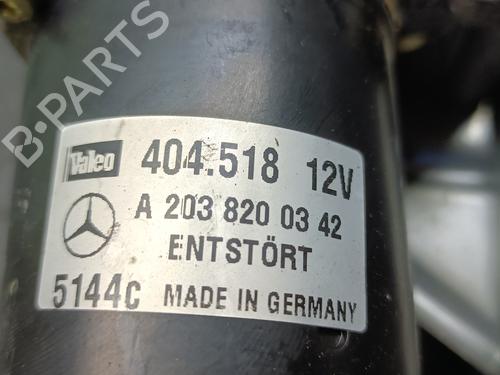 B-PARTS
Valeo 404.518 12V
A 203 820 03 42
ENTSTÖRT
5144c MADE IN GERMANY